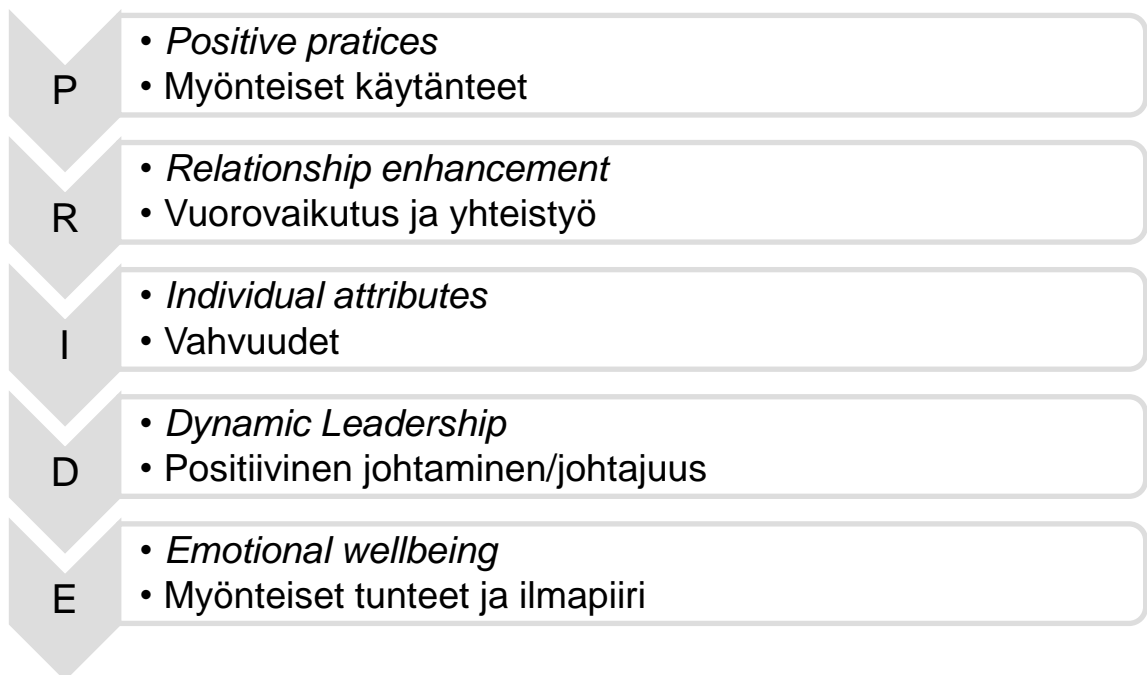 P
• Positive pratices
• Myönteiset käytänteet
R
• Relationship enhancement
• Vuorovaikutus ja yhteistyö
I
• Individual attributes
• Vahvuudet
D
• Dynamic Leadership
• Positiivinen johtaminen/johtajuus
E
• Emotional wellbeing
• Myönteiset tunteet ja ilmapiiri